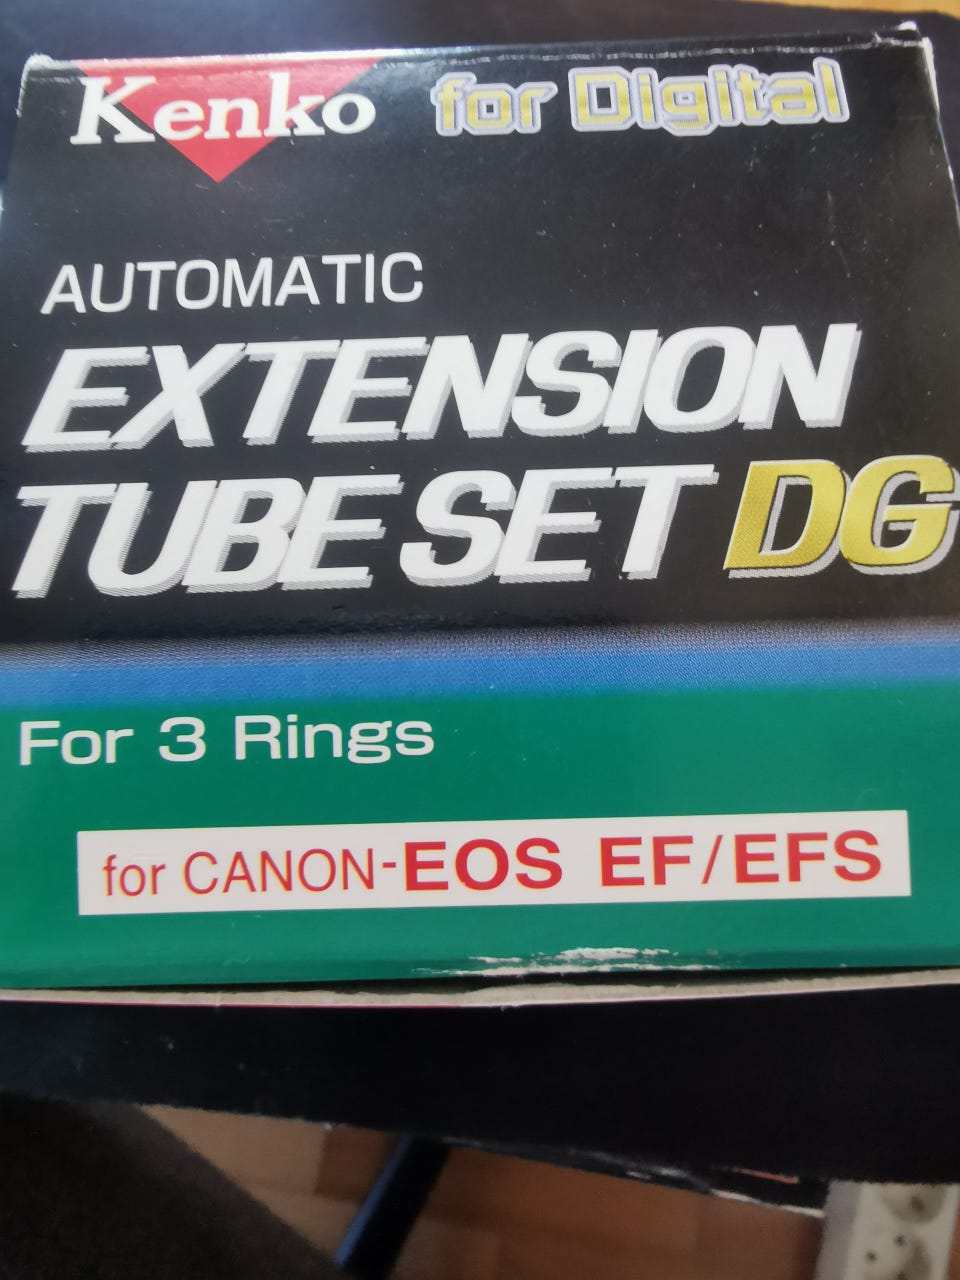 Kenko for Digital
AUTOMATIC
EXTENSION
TUBE SET DG
For 3 Rings
for CANON-EOS EF/EFS